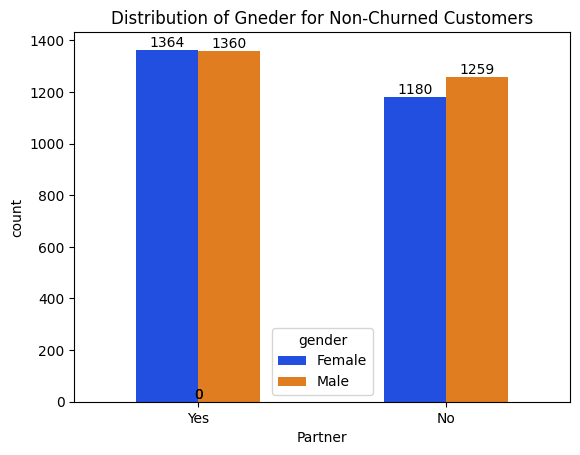 Distribution of Gneder for Non-Churned Customers
1400
1200
1000
800
600
400
200
0
count
1364
1360
1180
1259
0
gender
Female
Male
Yes
No
Partner